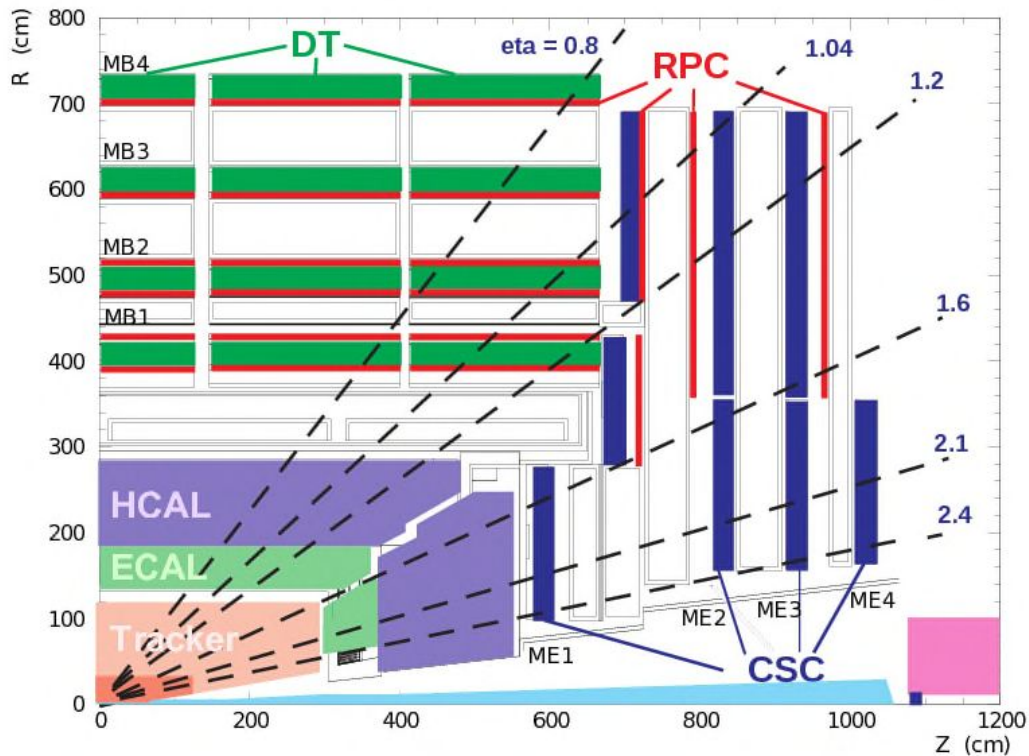 R (cm)
800
700
600
500
400
300
200
100
0
MB4
MB3
MB2
MB1
DT
eta = 0.8
RPC
1.04
1.2
1.6
2.1
2.4
HCAL
ECAL
Tracker
ME1
ME2
ME3
ME4
CSC
0
200
400
600
800
1000
1200
Z (cm)